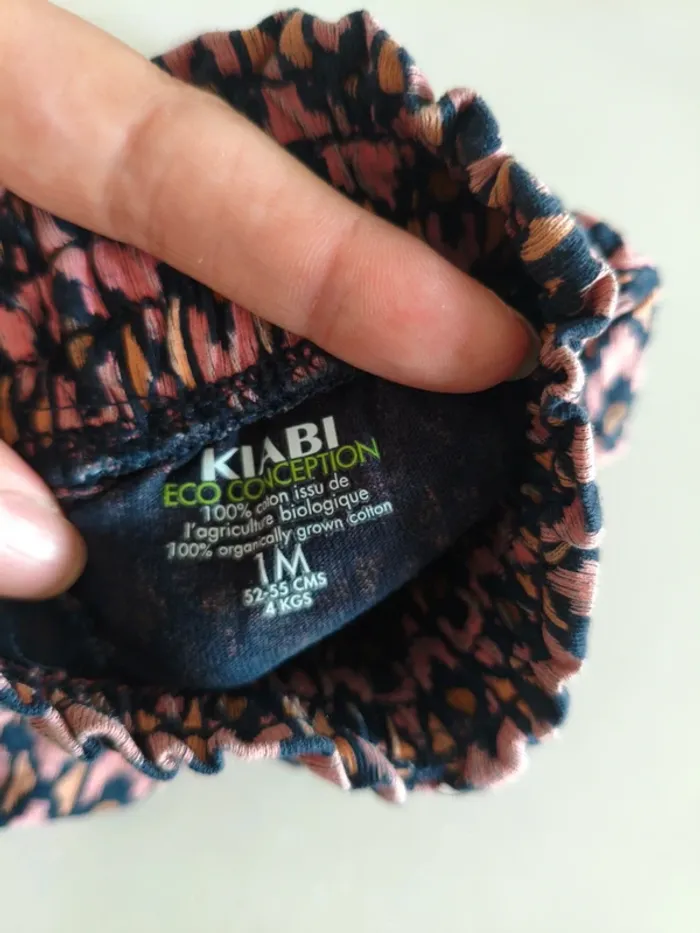 KIABI
ECO CONCEPTION
100% coton issu de
l'agriculture biologique
100% organically grown cotton
1M
52-55 CMS
4 KGS